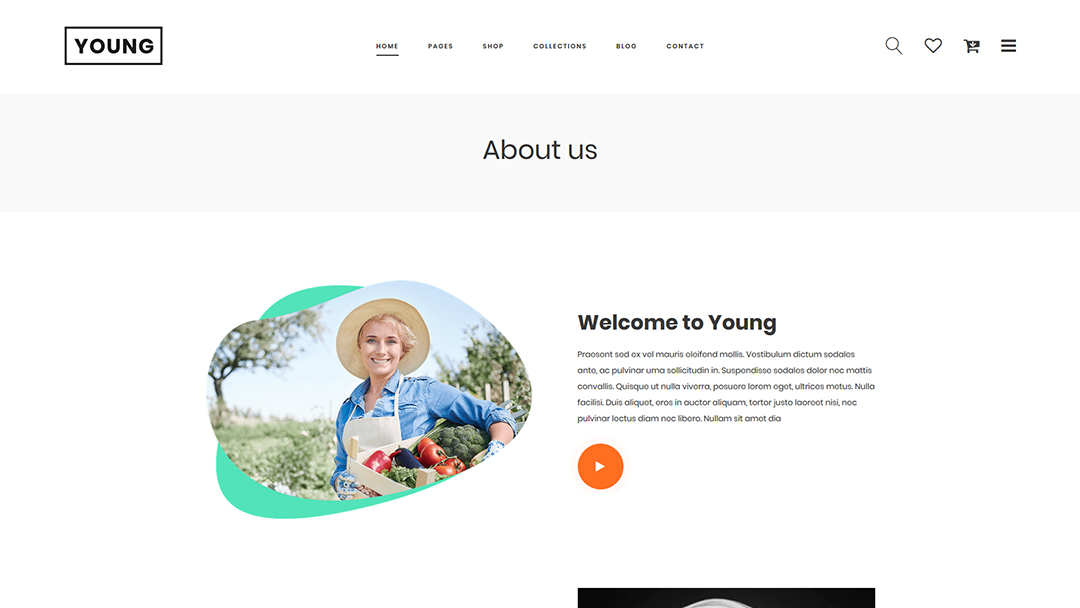 YOUNG
HOME PAGES SHOP COLLECTIONS BLOG CONTACT
About us
Welcome to Young
Praesent sed ex vel mauris eleifend mollis. Vestibulum dictum sodales
ante, ac pulvinar urna sollicitudin in. Suspendisse sodales dolor nec mattis
convallis. Quisque ut nulla viverra, posuere lorem eget, ultrices metus. Nulla
facilisi. Duis aliquet, eros in auctor aliquam, tortor justo laoreet nisi, nec
pulvinar lectus diam nec libero. Nullam sit amet dia